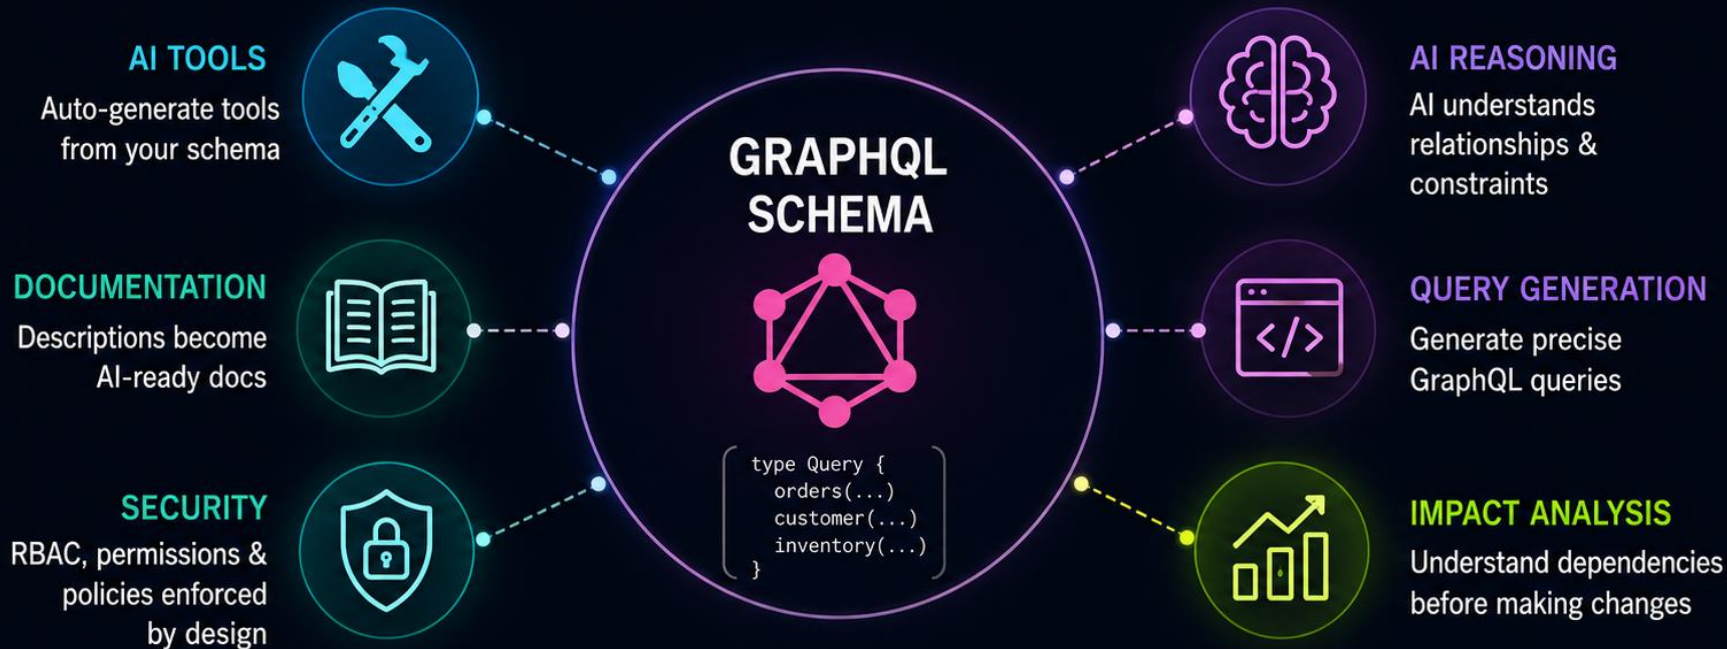 AI TOOLS
Auto-generate tools
from your schema
DOCUMENTATION
Descriptions become
AI-ready docs
SECURITY
RBAC, permissions &
policies enforced
by design
GRAPHQL
SCHEMA
type Query {
orders(...)
customer(...)
inventory(...)
}
AI REASONING
AI understands
relationships &
constraints
QUERY GENERATION
</>
Generate precise
GraphQL queries
IMPACT ANALYSIS
Understand dependencies
before making changes